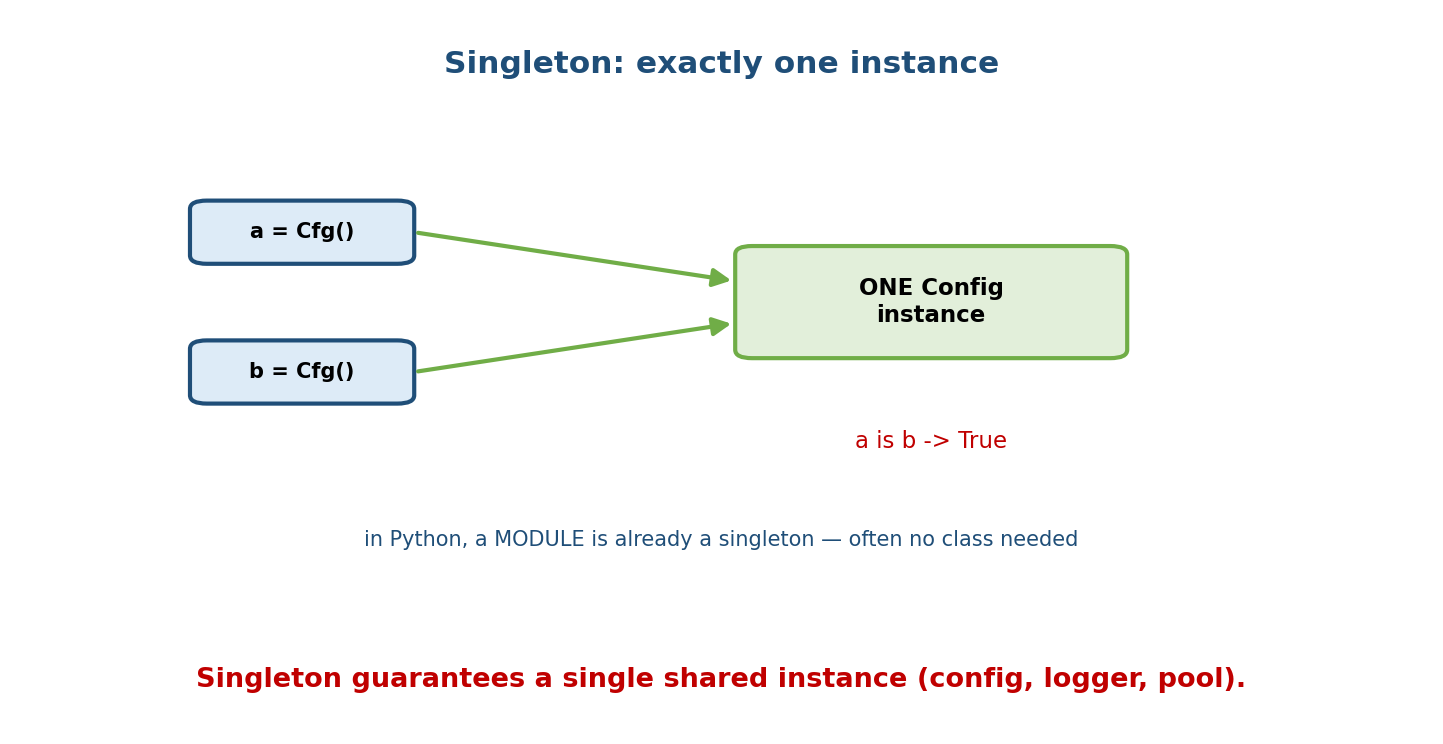 Singleton: exactly one instance
a = Cfg()
ONE Config
instance
b = Cfg()
a is b -> True
in Python, a MODULE is already a singleton — often no class needed
Singleton guarantees a single shared instance (config, logger, pool).